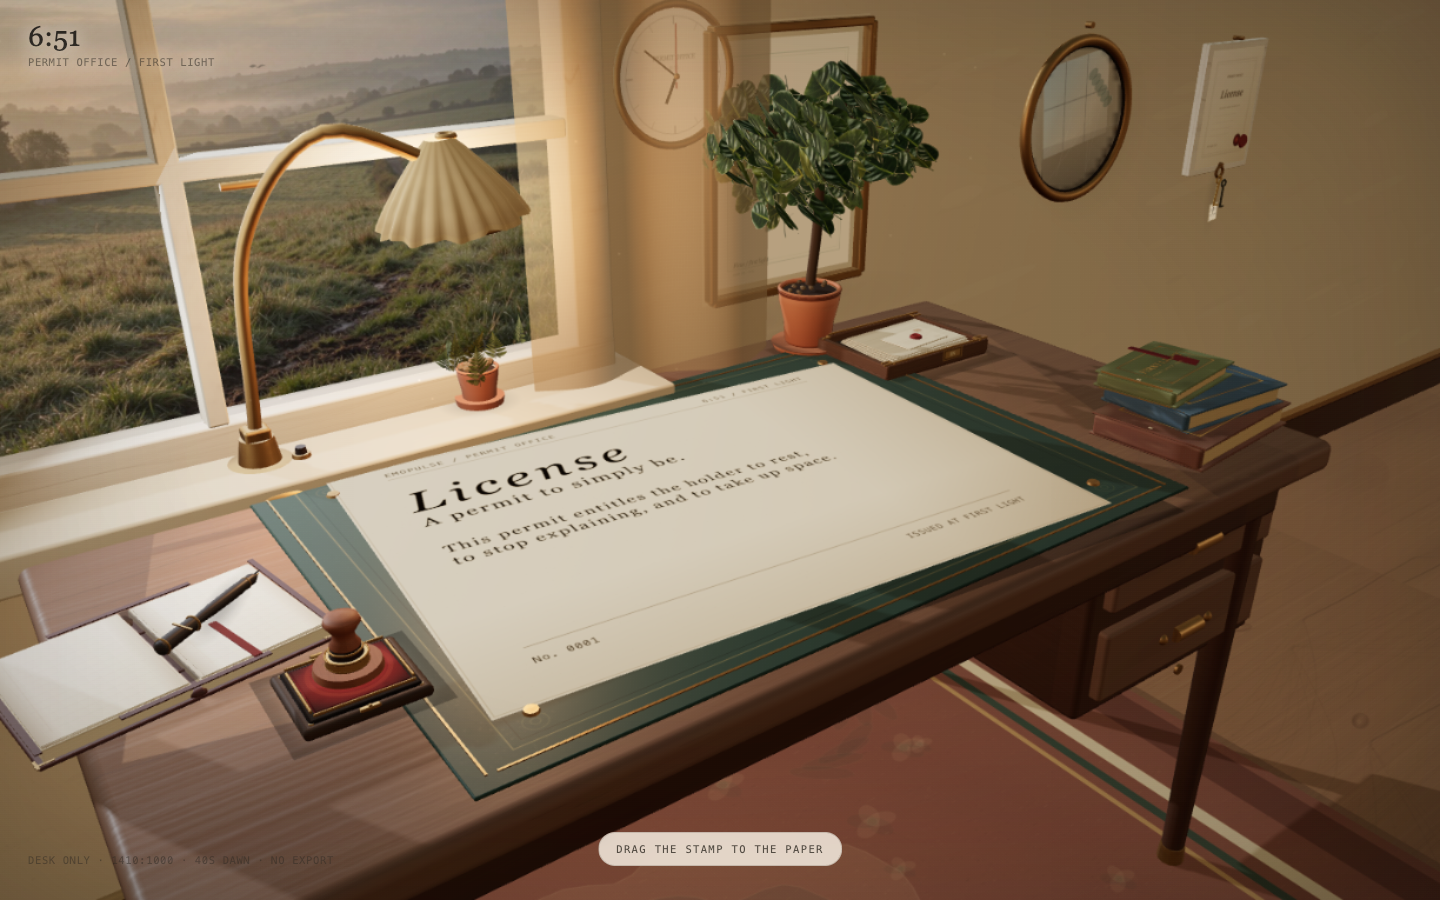 6:51
PERMIT OFFICE / FIRST LIGHT
License
EMOPULSE / PERMIT OFFICE
6:51 / FIRST LIGHT
License
A permit to simply be.
This permit entitles the holder to rest,
to stop explaining, and to take up space.
ISSUED AT FIRST LIGHT
No. 0001
DRAG THE STAMP TO THE PAPER
DESK ONLY · 1410:1000 · 405 DAWN · NO EXPORT